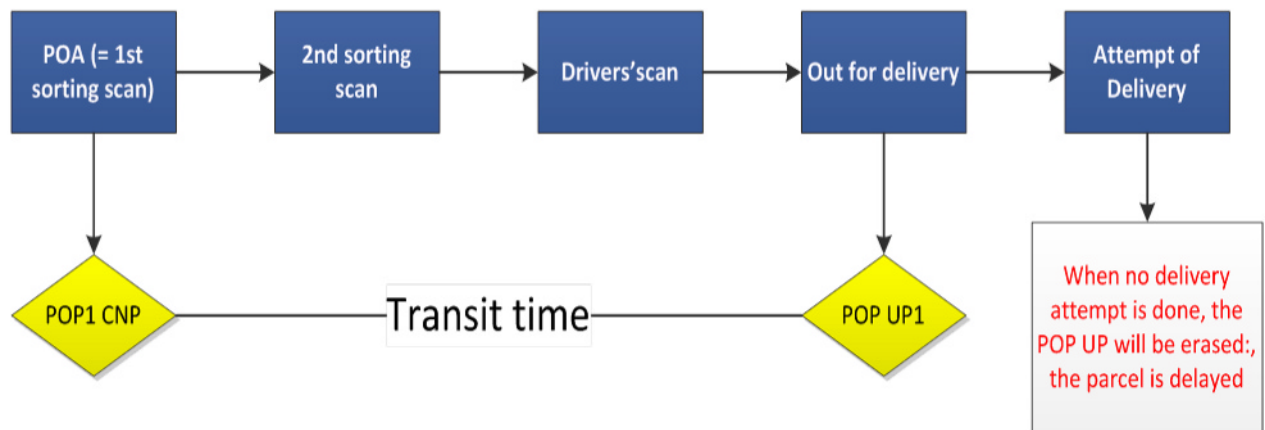 POA (= 1st
sorting scan)
2nd sorting
scan
Drivers'scan
Out for delivery
Attempt of
Delivery
POP1 CNP
Transit time
POP UP1
When no delivery
attempt is done, the
POP UP will be erased:,
the parcel is delayed